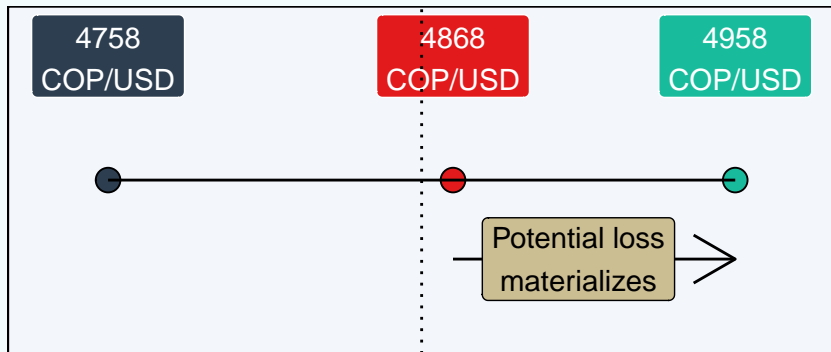 4758
COP/USD
4868
COP/USD
4958
COP/USD
Potential loss
materializes